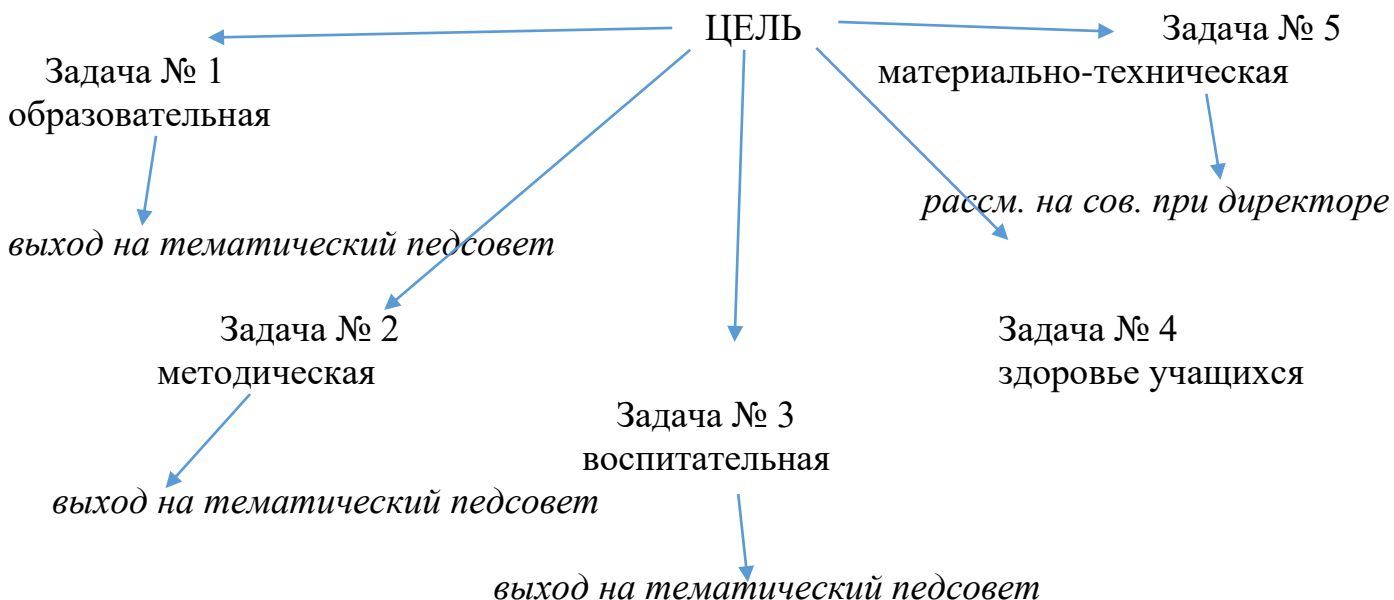 ЦЕЛЬ
Задача № 5
Задача № 1
материально-техническая
образовательная
рассм. на сов. при директоре
выход на тематический педсовет
Задача № 2
Задача № 4
методическая
здоровье учащихся
Задача № 3
воспитательная
выход на тематический педсовет
выход на тематический педсовет